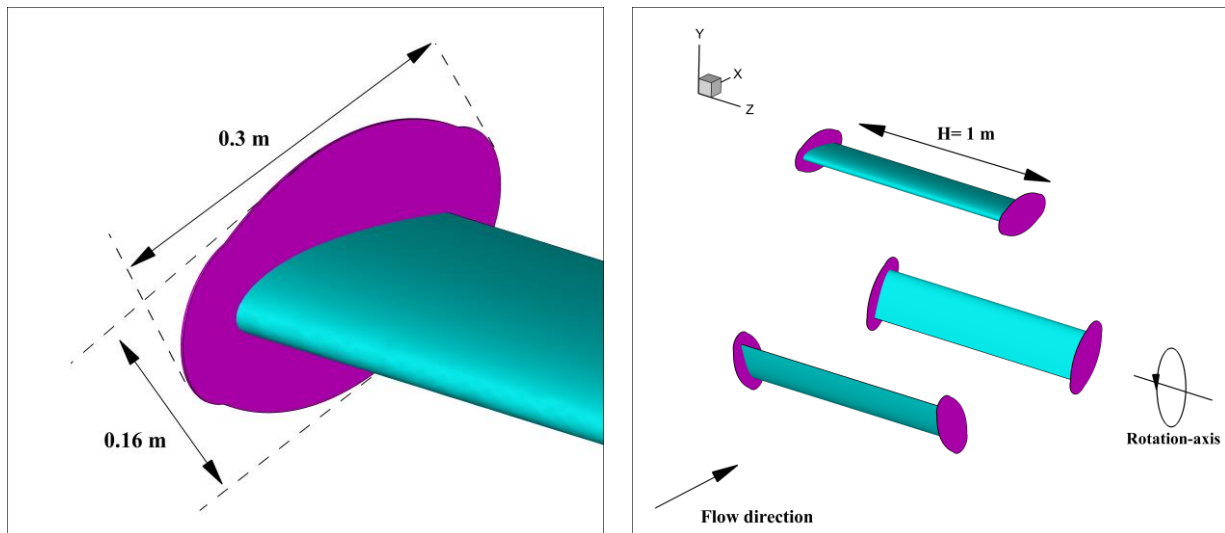 0.3 m
0.16 m
Y
X
Z
H= 1 m
Rotation-axis
Flow direction